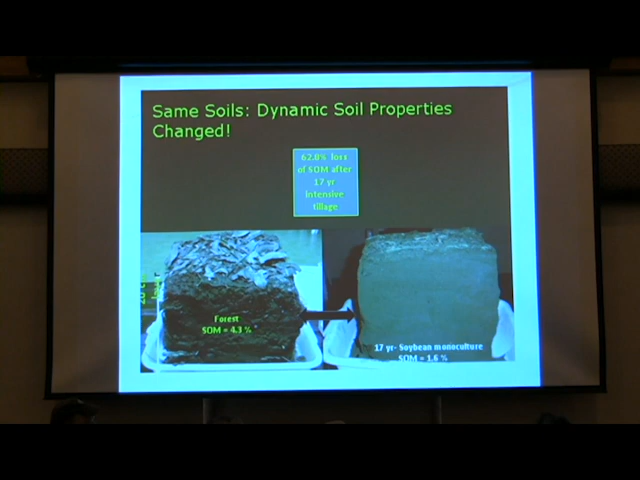 Same Soils: Dynamic Soil Properties
Changed!
62.8% loss
of SOM after
17 yr
intensive
tillage
Forest
SOM = 4.3 %
17 yr- Soybean monoculture
SOM = 1.6 %